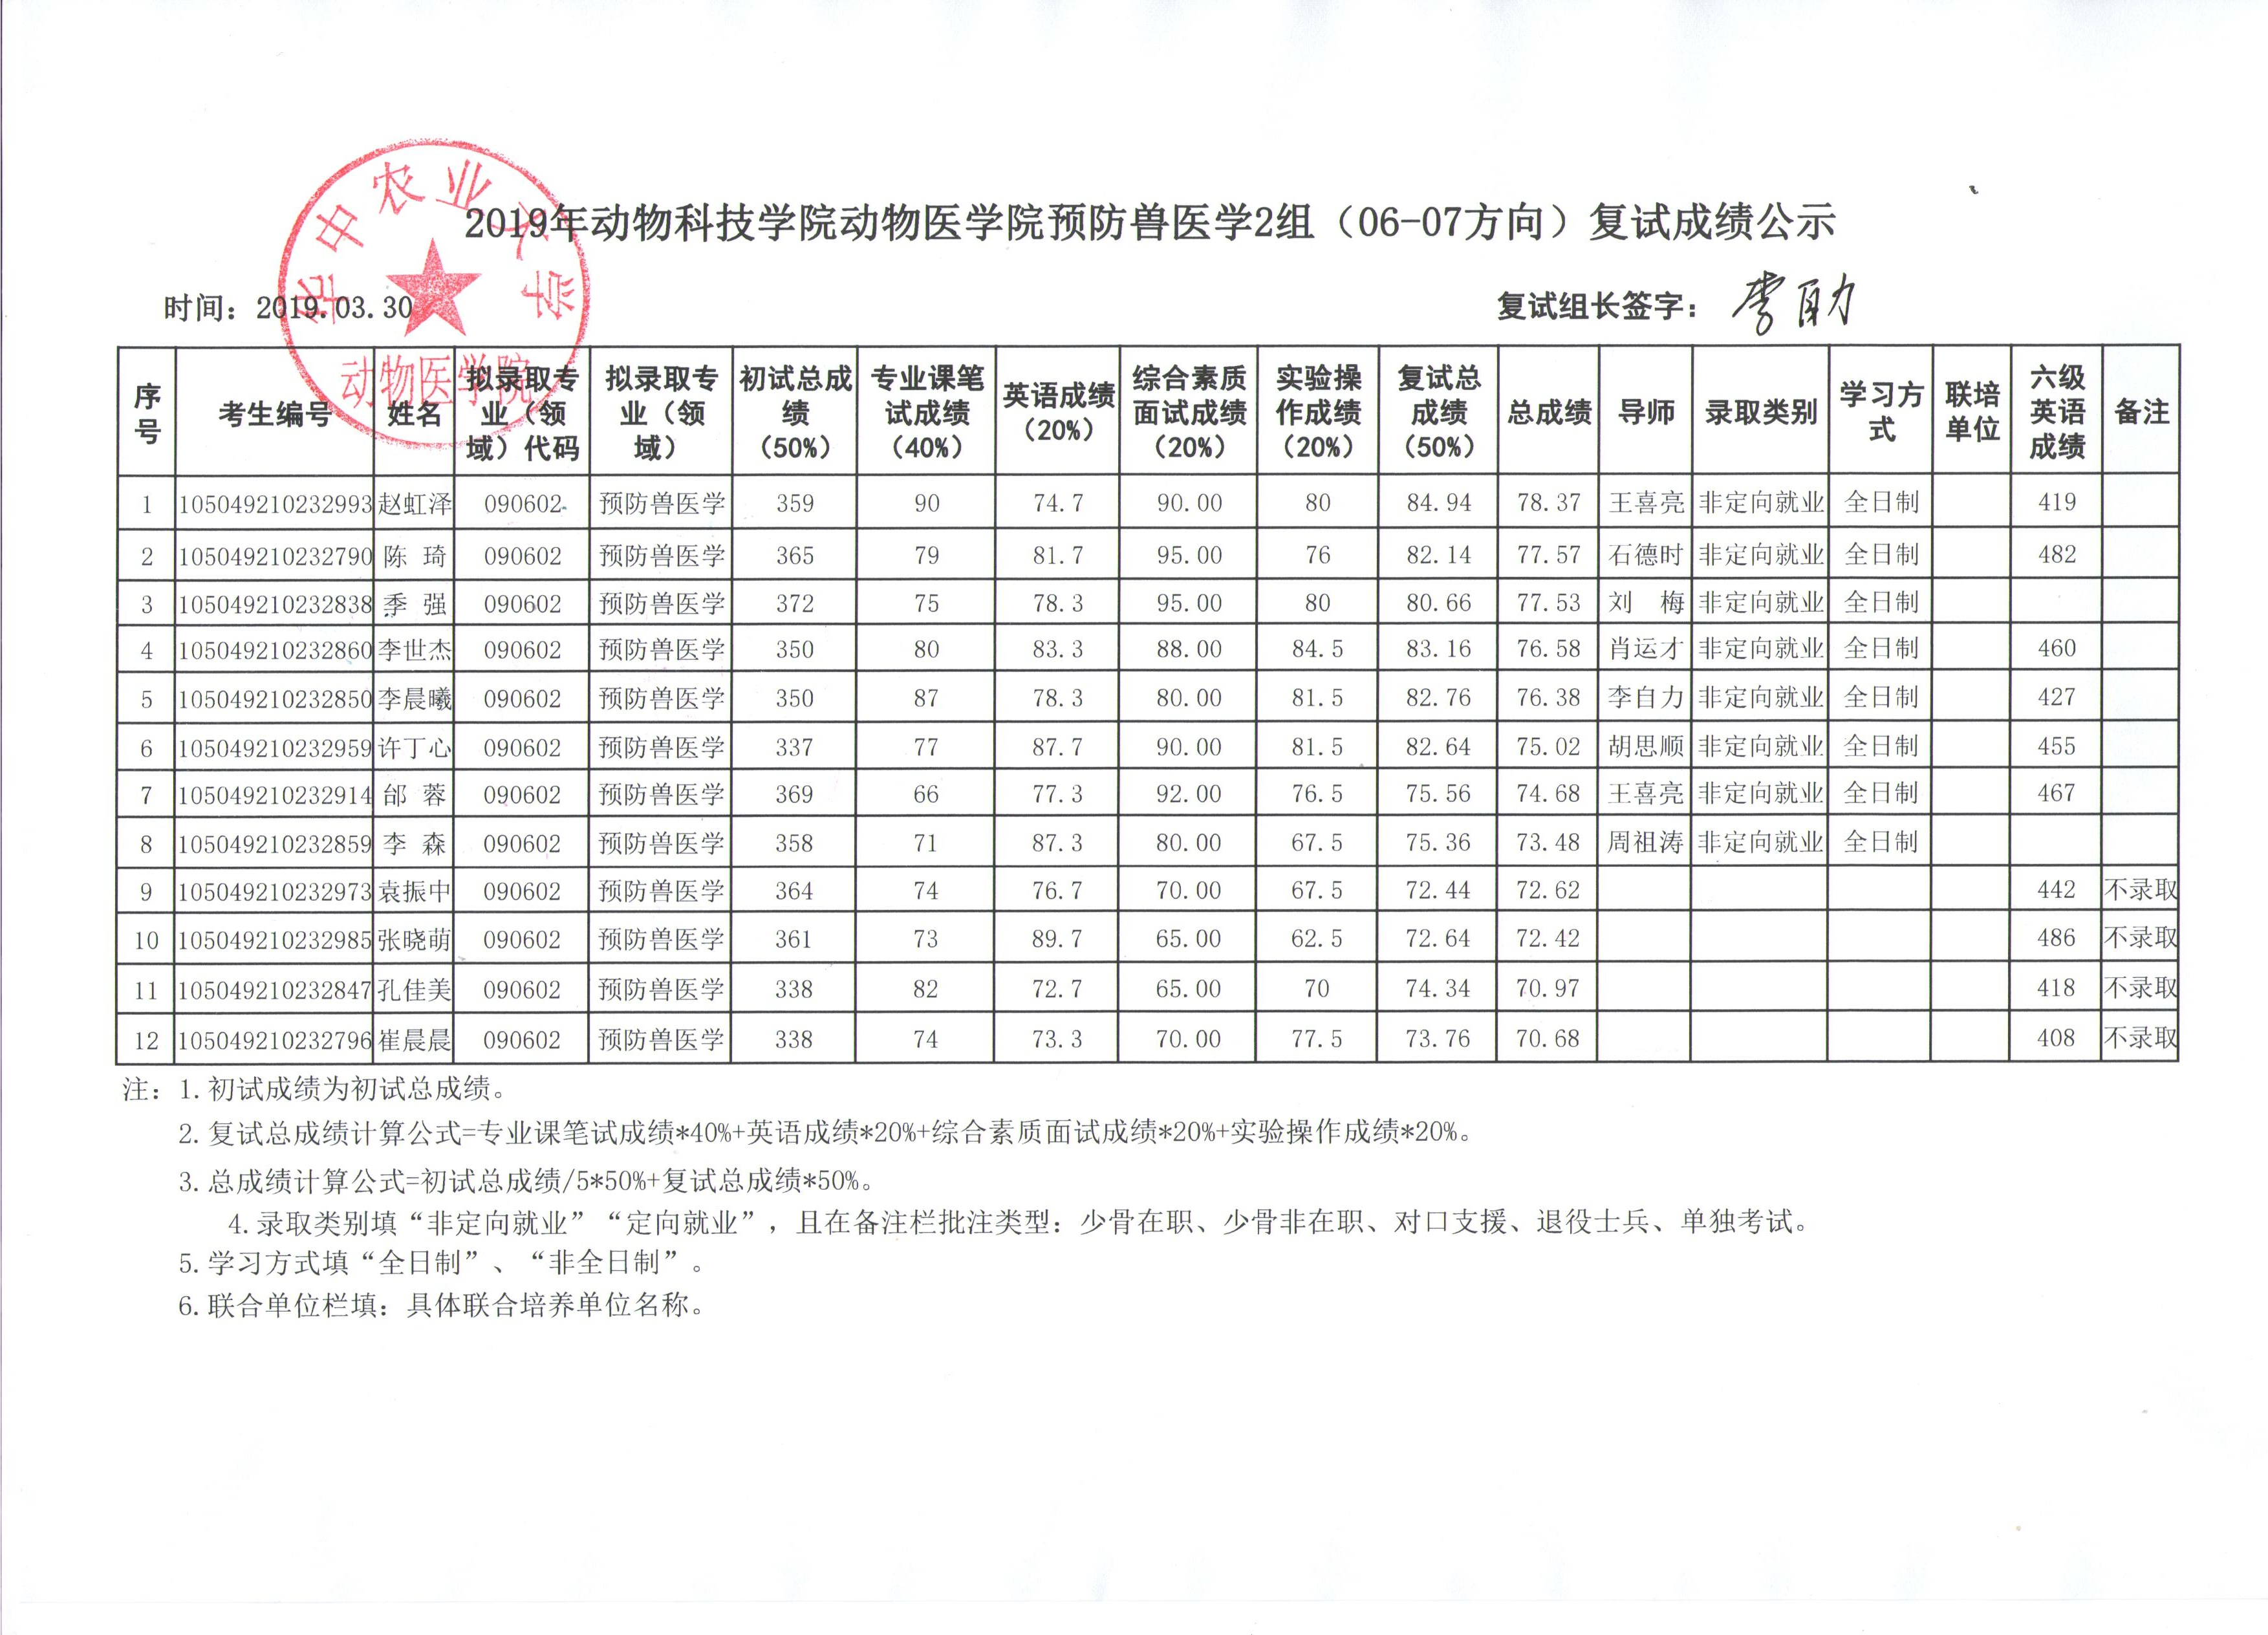 华中农业大学
动物医学院
2019年动物科技学院动物医学院预防兽医学2组（06-07方向）复试成绩公示
时间：2019.03.30 复试组长签字：李自力
序号 考生编号 姓名 拟录取专业（领域）代码 拟录取专业（领域） 初试总成绩（50%） 专业课笔试成绩（40%） 英语成绩（20%） 综合素质面试成绩（20%） 实验操作成绩（20%） 复试总成绩（50%） 总成绩 导师 录取类别 学习方式 联培单位 六级英语成绩 备注
1 105049210232993 赵虹泽 090602 预防兽医学 359 90 74.7 90.00 80 84.94 78.37 王喜亮 非定向就业 全日制 419
2 105049210232790 陈 琦 090602 预防兽医学 365 79 81.7 95.00 76 82.14 77.57 石德时 非定向就业 全日制 482
3 105049210232838 季 强 090602 预防兽医学 372 75 78.3 95.00 80 80.66 77.53 刘 梅 非定向就业 全日制
4 105049210232860 李世杰 090602 预防兽医学 350 80 83.3 88.00 84.5 83.16 76.58 肖运才 非定向就业 全日制 460
5 105049210232850 李晨曦 090602 预防兽医学 350 87 78.3 80.00 81.5 82.76 76.38 李自力 非定向就业 全日制 427
6 105049210232959 许丁心 090602 预防兽医学 337 77 87.7 90.00 81.5 82.64 75.02 胡思顺 非定向就业 全日制 455
7 105049210232914 邰 蓉 090602 预防兽医学 369 66 77.3 92.00 76.5 75.56 74.68 王喜亮 非定向就业 全日制 467
8 105049210232859 李 森 090602 预防兽医学 358 71 87.3 80.00 67.5 75.36 73.48 周祖涛 非定向就业 全日制
9 105049210232973 袁振中 090602 预防兽医学 364 74 76.7 70.00 67.5 72.44 72.62 442 不录取
10 105049210232985 张晓萌 090602 预防兽医学 361 73 89.7 65.00 62.5 72.64 72.42 486 不录取
11 105049210232847 孔佳美 090602 预防兽医学 338 82 72.7 65.00 70 74.34 70.97 418 不录取
12 105049210232796 崔晨晨 090602 预防兽医学 338 74 73.3 70.00 77.5 73.76 70.68 408 不录取
注：1.初试成绩为初试总成绩。
2.复试总成绩计算公式=专业课笔试成绩*40%+英语成绩*20%+综合素质面试成绩*20%+实验操作成绩*20%。
3.总成绩计算公式=初试总成绩/5*50%+复试总成绩*50%。
4.录取类别填“非定向就业”“定向就业”，且在备注栏批注类型：少骨在职、少骨非在职、对口支援、退役士兵、单独考试。
5.学习方式填“全日制”、“非全日制”。
6.联合单位栏填：具体联合培养单位名称。